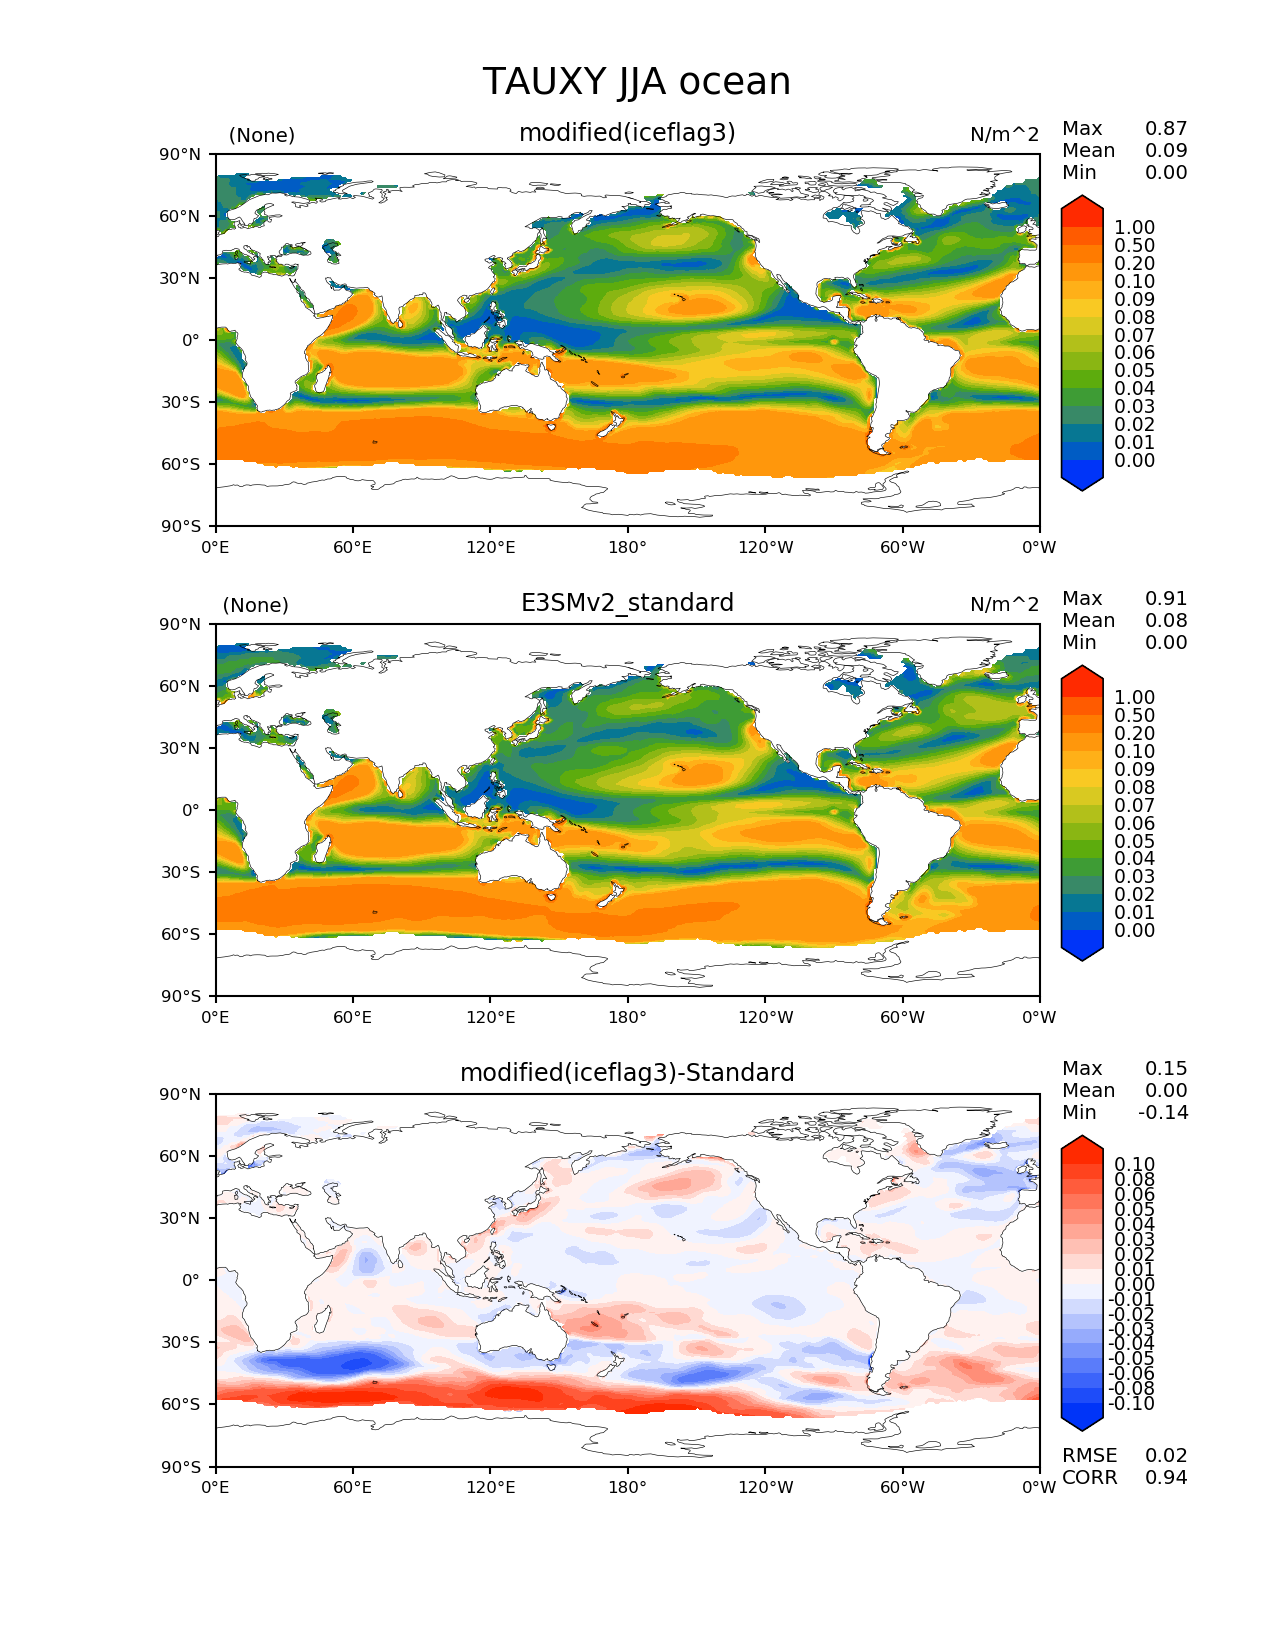 TAUXY JJA ocean
(None) modified(iceflag3) N/m^2
Max 0.87
Mean 0.09
Min 0.00
90°N
60°N
30°N
0°
30°S
60°S
90°S
0°E 60°E 120°E 180° 120°W 60°W 0°W
1.00
0.50
0.20
0.10
0.09
0.08
0.07
0.06
0.05
0.04
0.03
0.02
0.01
0.00
(None) E3SMv2_standard N/m^2
Max 0.91
Mean 0.08
Min 0.00
90°N
60°N
30°N
0°
30°S
60°S
90°S
0°E 60°E 120°E 180° 120°W 60°W 0°W
1.00
0.50
0.20
0.10
0.09
0.08
0.07
0.06
0.05
0.04
0.03
0.02
0.01
0.00
modified(iceflag3)-Standard
Max 0.15
Mean 0.00
Min -0.14
90°N
60°N
30°N
0°
30°S
60°S
90°S
0°E 60°E 120°E 180° 120°W 60°W 0°W
0.10
0.08
0.06
0.05
0.04
0.03
0.02
0.01
0.00
-0.01
-0.02
-0.03
-0.04
-0.05
-0.06
-0.08
-0.10
RMSE 0.02
CORR 0.94